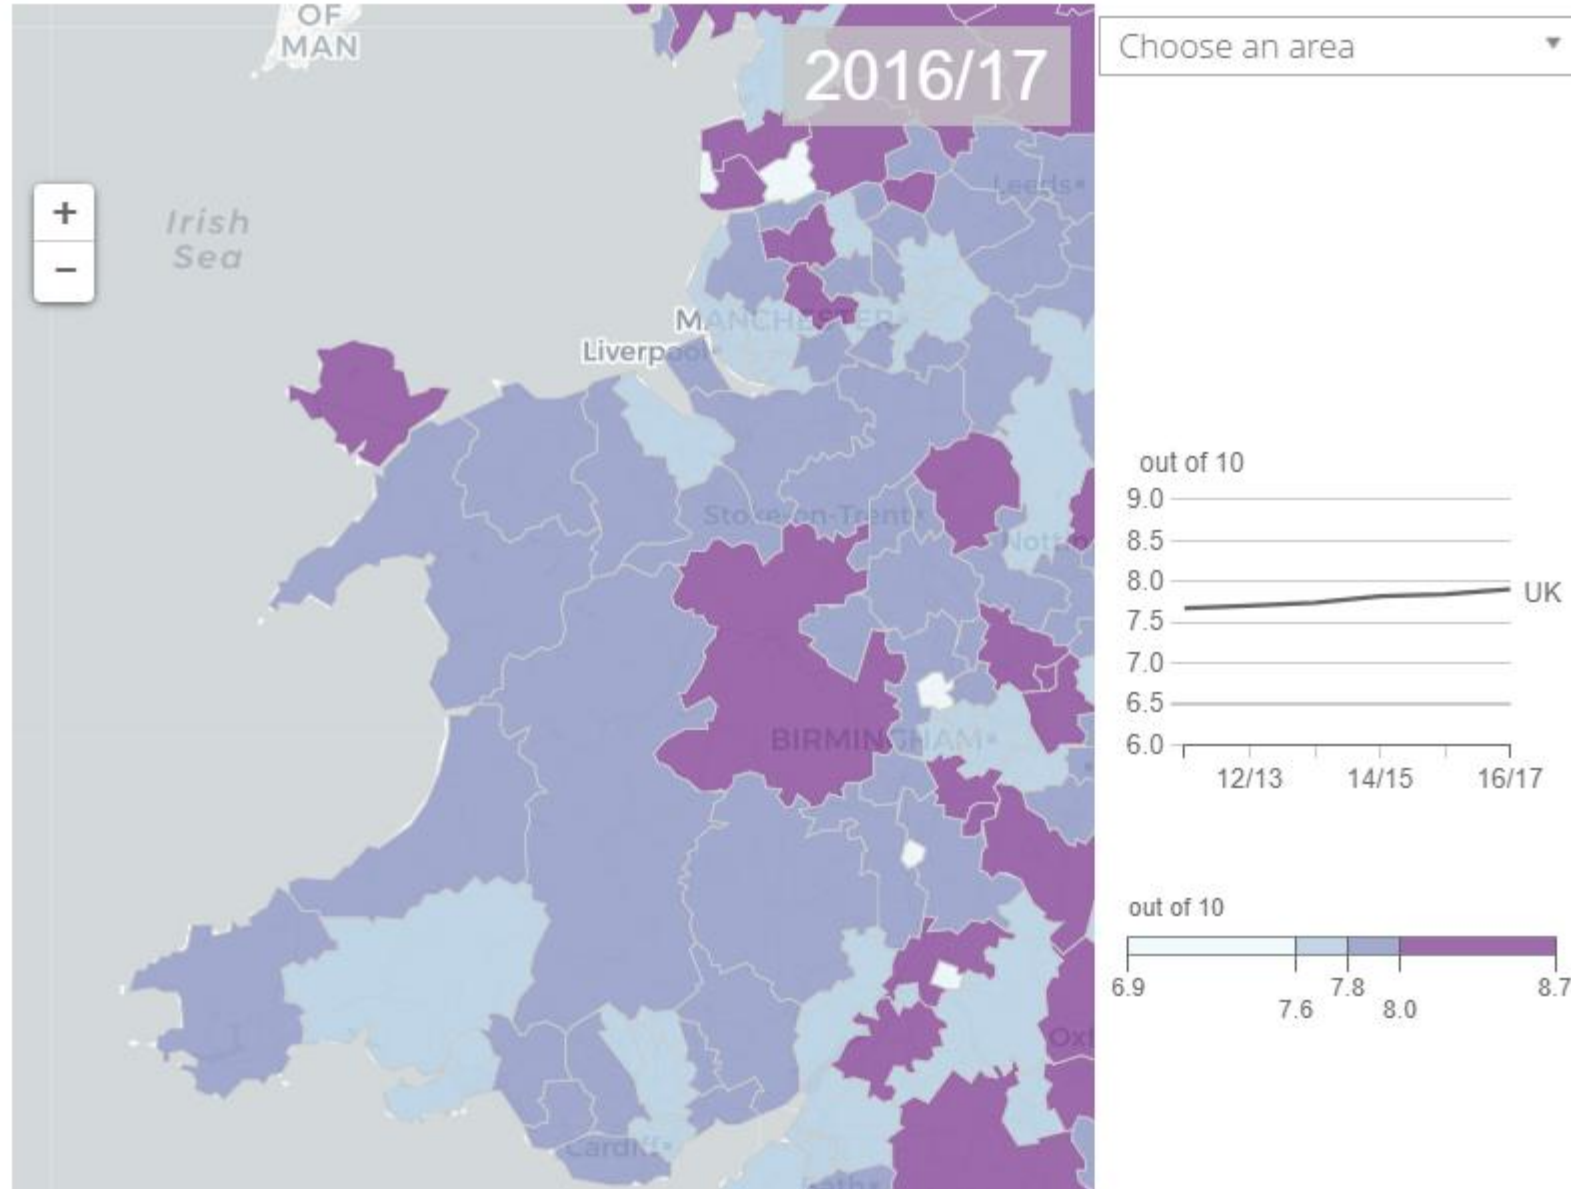 OF
MAN
2016/17
Choose an area
+
−
Irish
Sea
Leeds
MANCHESTER
Liverpool
Stoke-on-Trent
Nott
BIRMINGHAM
Oxf
Cardiff
out of 10
9.0
8.5
8.0
7.5
7.0
6.5
6.0
UK
12/13 14/15 16/17
out of 10
6.9 7.8 8.7
7.6 8.0